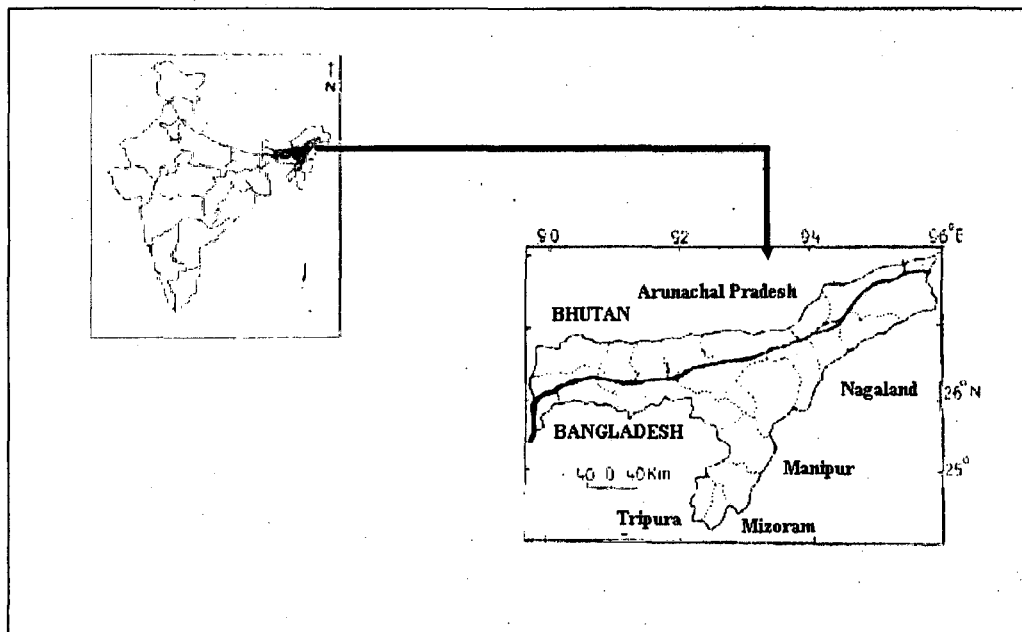 N
90 92 94 96°E
Arunachal Pradesh
BHUTAN
Nagaland
26°N
BANGLADESH
Manipur
25°
40 0 40Km
Tripura
Mizoram